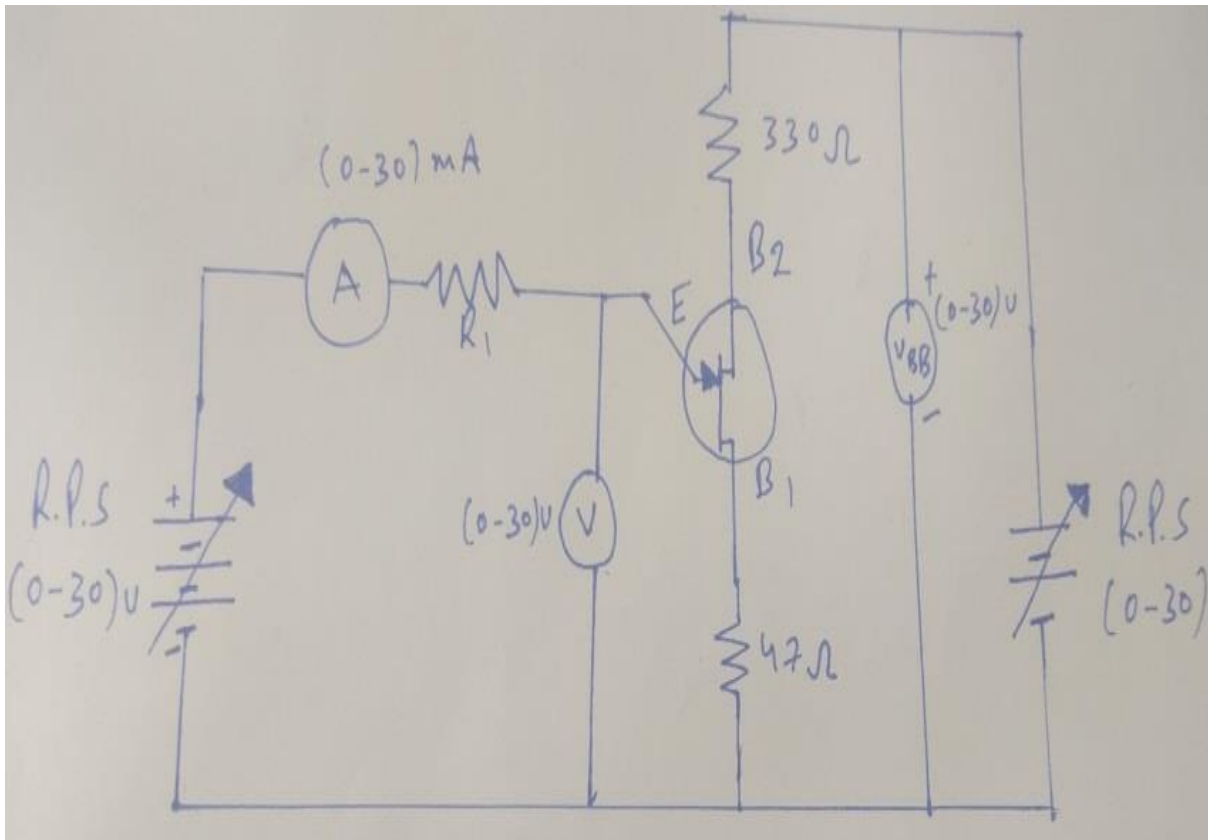 (0-30) mA
A
R1
R.P.S
+
-
-
-
(0-30)V
(0-30)V
V
330Ω
B2
E
B1
47Ω
+
(0-30)V
VBB
-
R.P.S
-
-
(0-30)